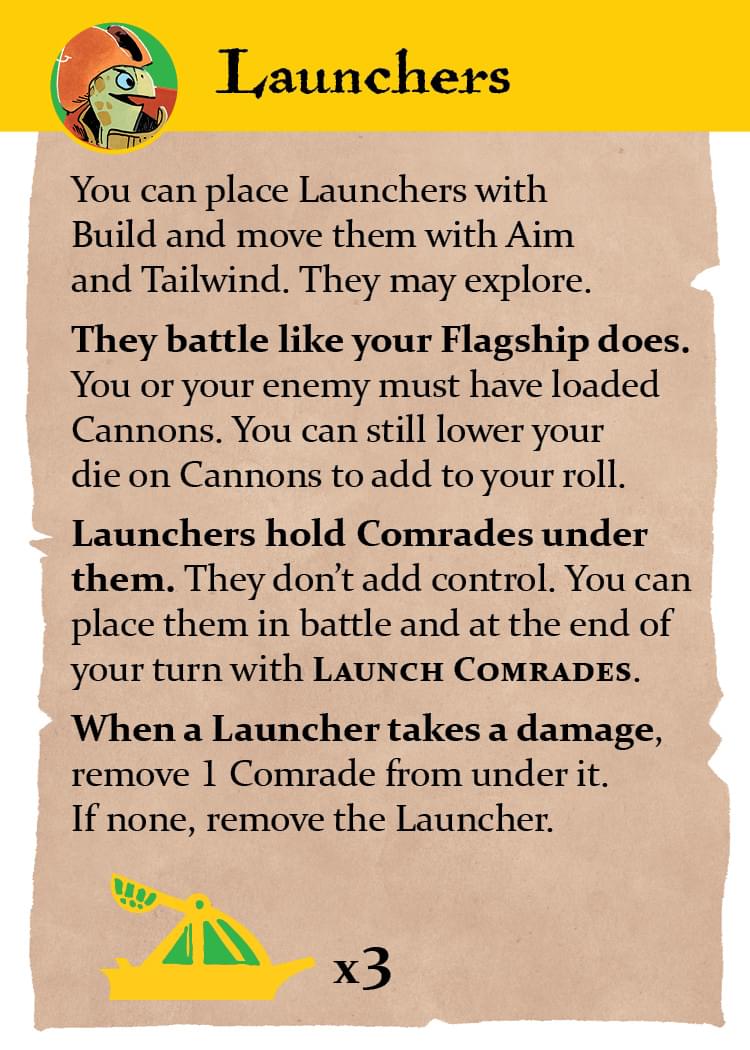 Launchers
You can place Launchers with
Build and move them with Aim
and Tailwind. They may explore.
They battle like your Flagship does.
You or your enemy must have loaded
Cannons. You can still lower your
die on Cannons to add to your roll.
Launchers hold Comrades under
them. They don’t add control. You can
place them in battle and at the end of
your turn with LAUNCH COMRADES.
When a Launcher takes a damage,
remove 1 Comrade from under it.
If none, remove the Launcher.
x3